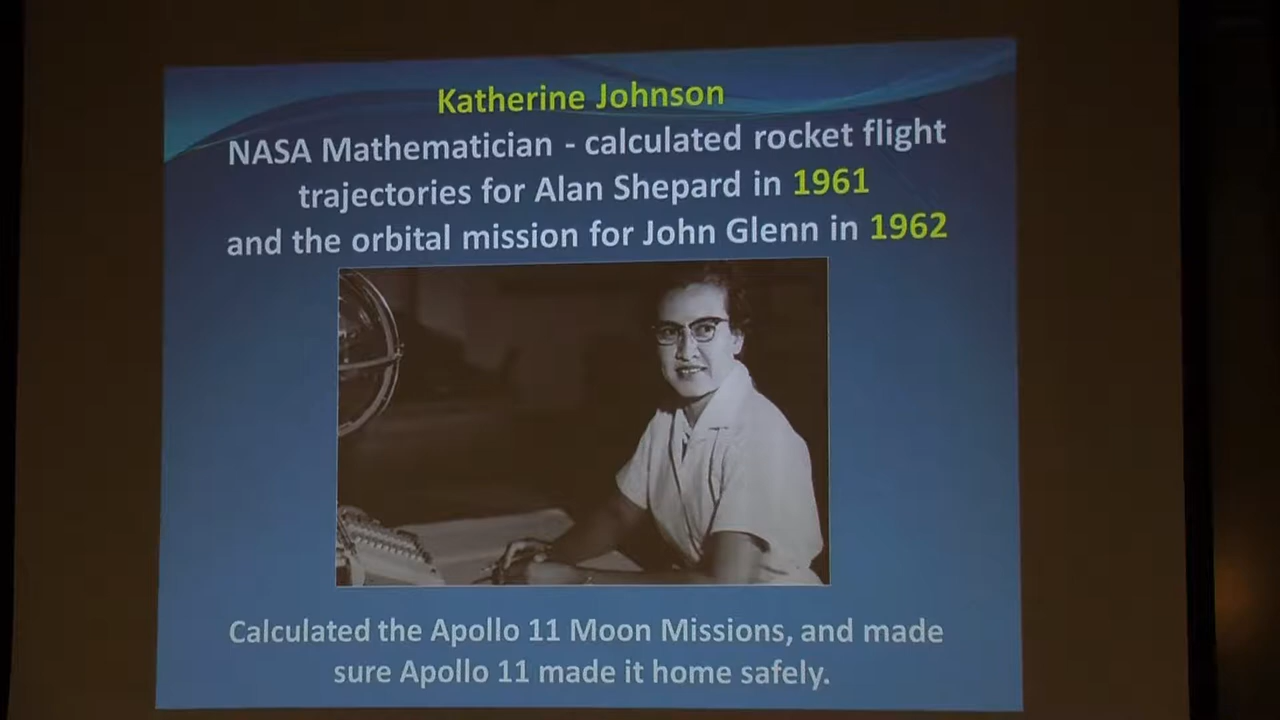 Katherine Johnson
NASA Mathematician - calculated rocket flight
trajectories for Alan Shepard in 1961
and the orbital mission for John Glenn in 1962
Calculated the Apollo 11 Moon Missions, and made
sure Apollo 11 made it home safely.